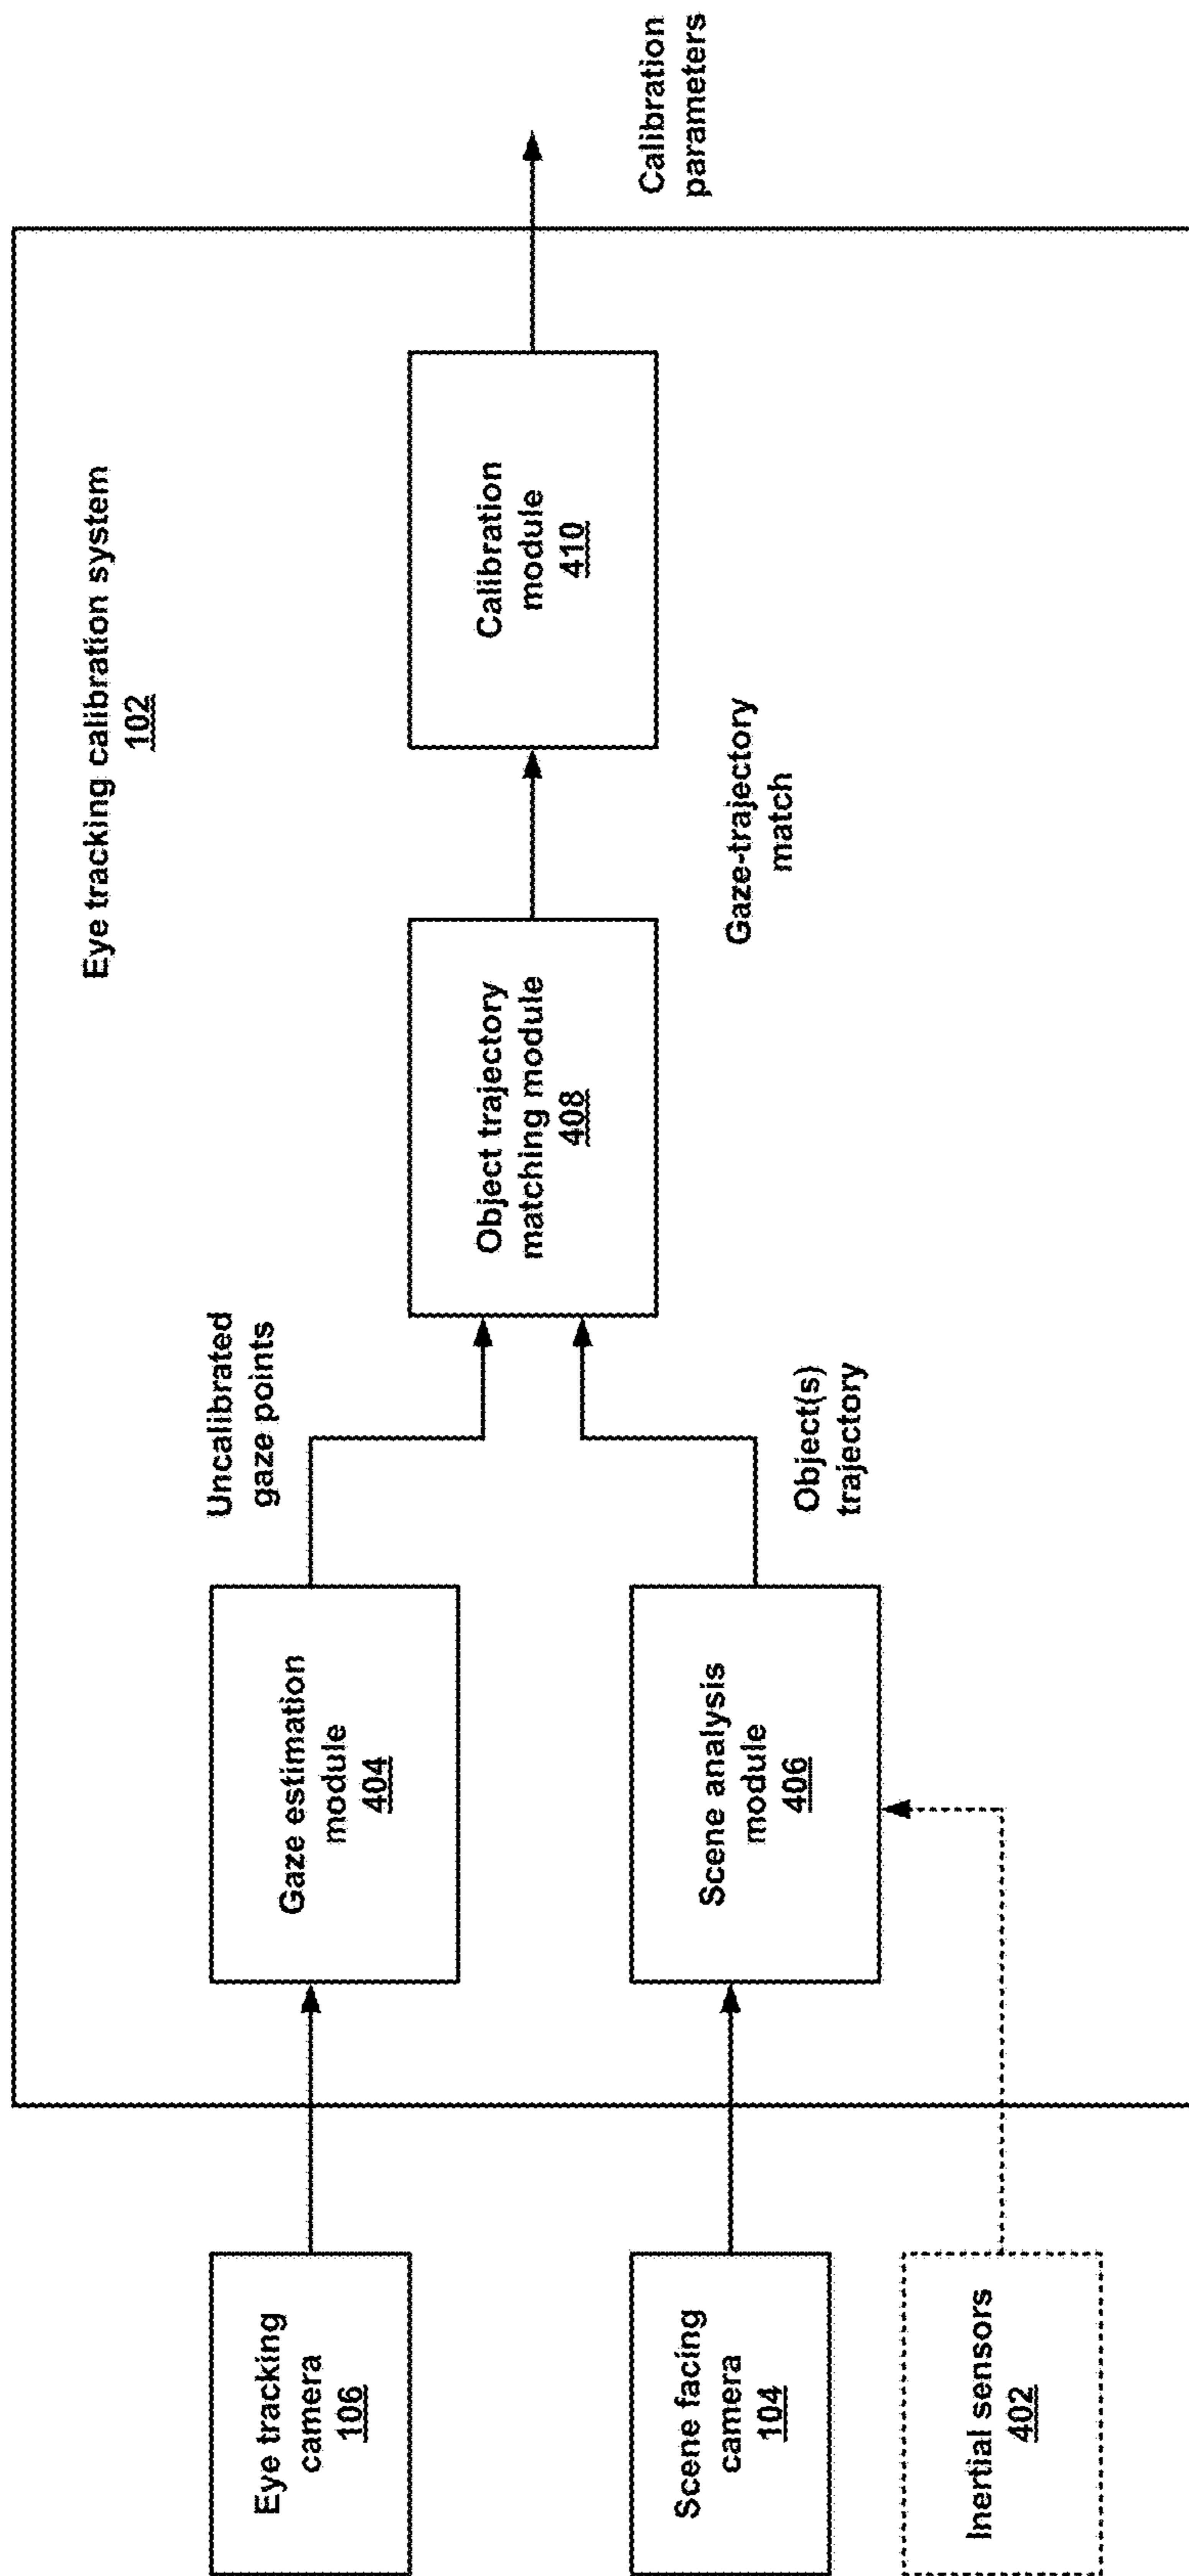 Eye tracking calibration system
102
Eye tracking
camera
106
Gaze estimation
module
404
Uncalibrated
gaze points
Scene facing
camera
104
Scene analysis
module
406
Object(s)
trajectory
Inertial sensors
402
Object trajectory
matching module
408
Gaze-trajectory
match
Calibration
module
410
Calibration
parameters